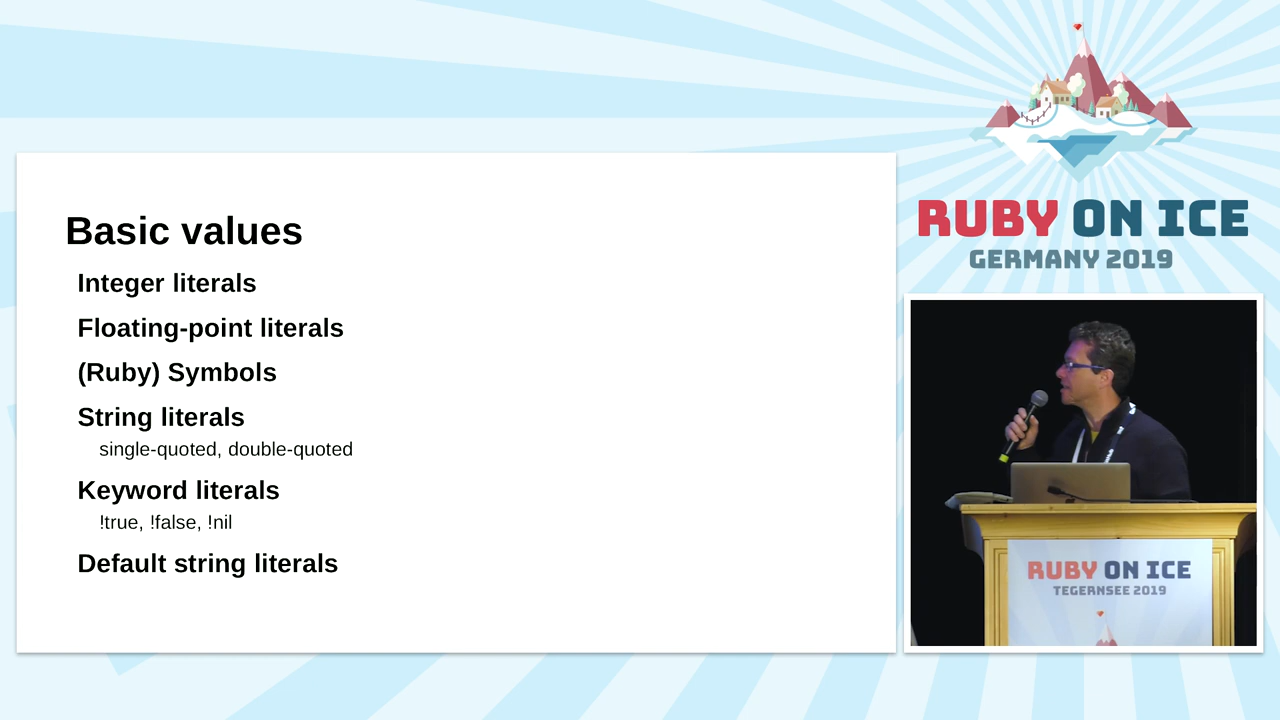 Basic values
Integer literals
Floating-point literals
(Ruby) Symbols
String literals
single-quoted, double-quoted
Keyword literals
!true, !false, !nil
Default string literals
RUBY ON ICE
GERMANY 2019
RUBY ON ICE
TEGERNSEE 2019